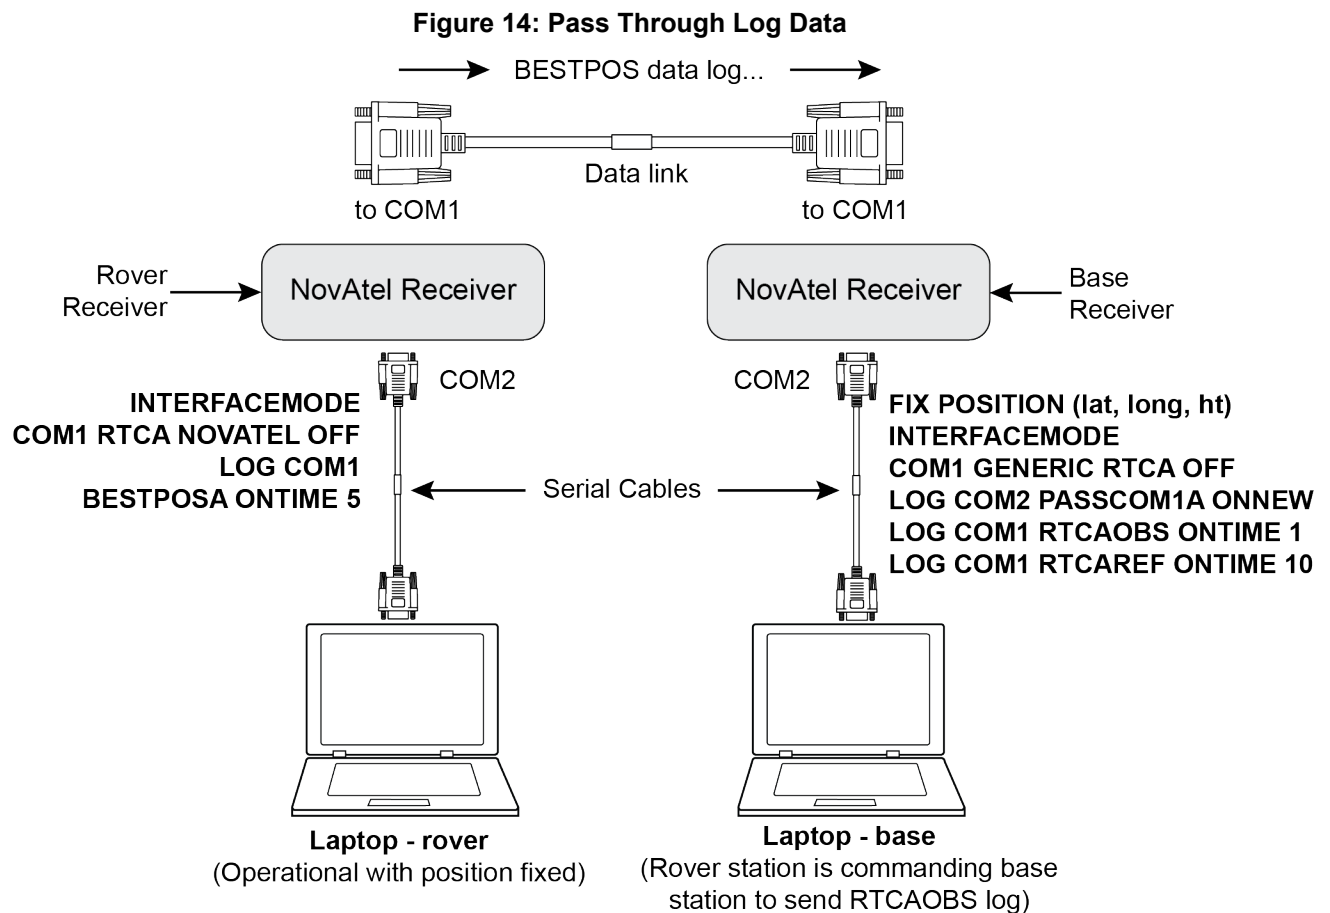 Figure 14: Pass Through Log Data
BESTPOS data log...
Data link
to COM1
to COM1
Rover
Receiver
NovAtel Receiver
NovAtel Receiver
Base
Receiver
COM2
COM2
INTERFACEMODE
COM1 RTCA NOVATEL OFF
LOG COM1
BESTPOSA ONTIME 5
Serial Cables
FIX POSITION (lat, long, ht)
INTERFACEMODE
COM1 GENERIC RTCA OFF
LOG COM2 PASSCOM1A ONNEW
LOG COM1 RTCAOBS ONTIME 1
LOG COM1 RTCAREF ONTIME 10
Laptop - rover
(Operational with position fixed)
Laptop - base
(Rover station is commanding base
station to send RTCAOBS log)